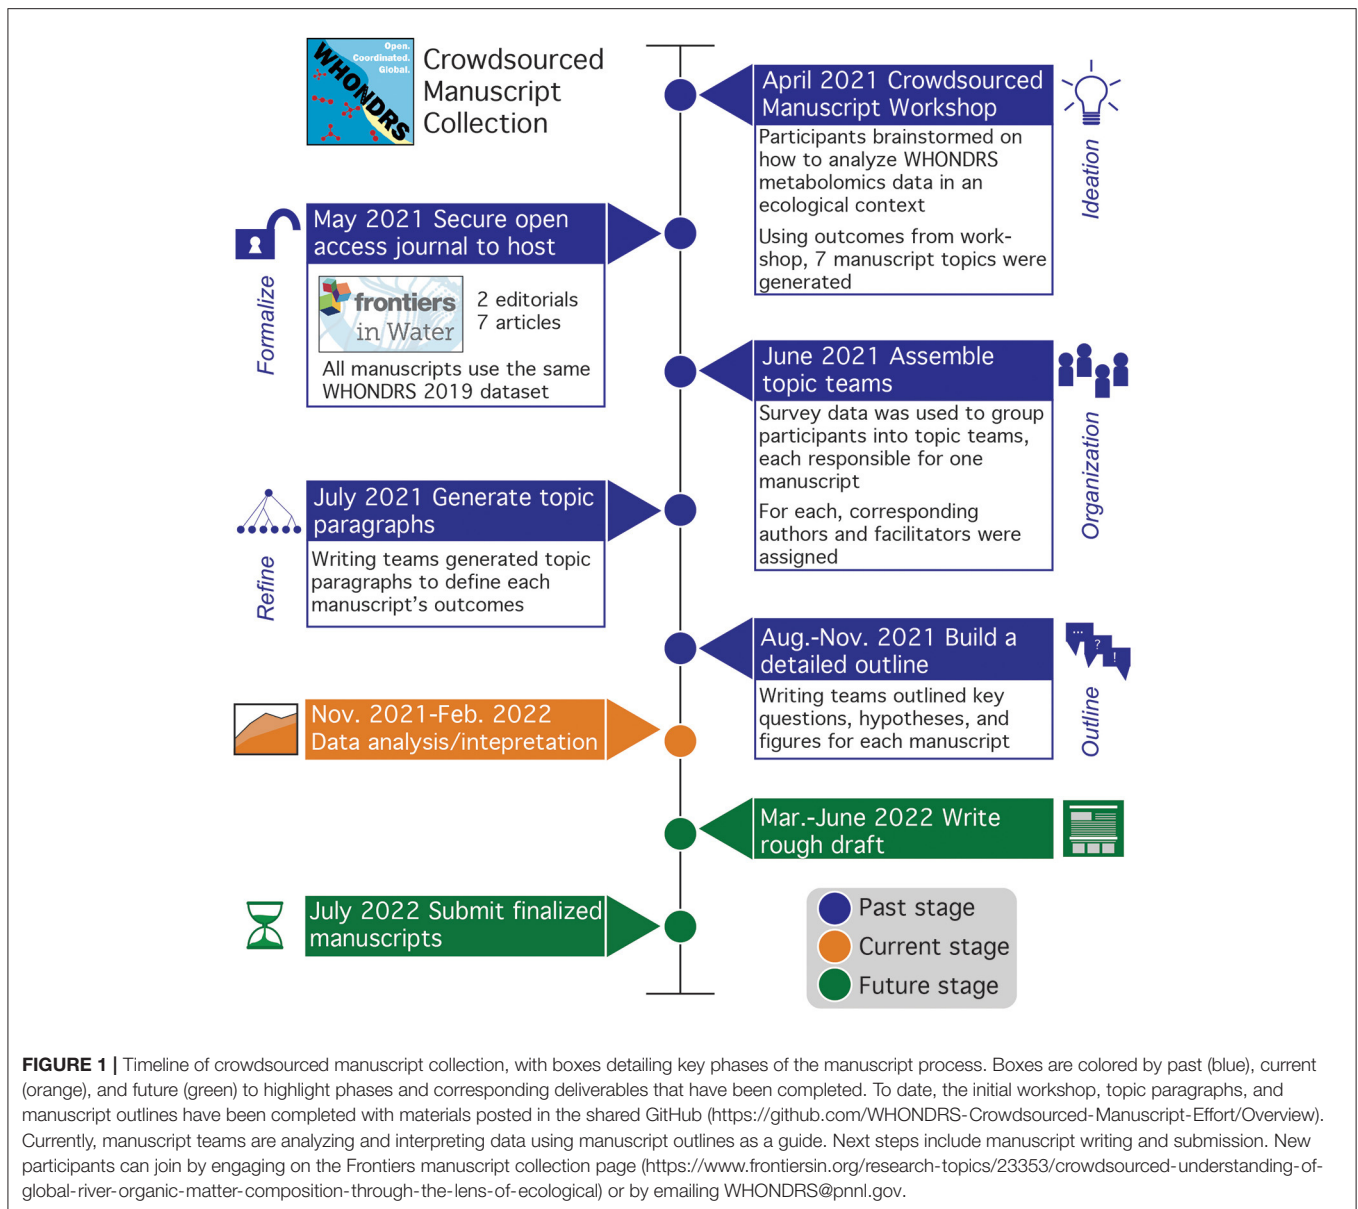 Open.
Coordinated.
Global.
WHONDRS
Crowdsourced
Manuscript
Collection
April 2021 Crowdsourced
Manuscript Workshop
Participants brainstormed on
how to analyze WHONDRS
metabolomics data in an
ecological context
Using outcomes from work-
shop, 7 manuscript topics were
generated
Ideation
May 2021 Secure open
access journal to host
frontiers
in Water
2 editorials
7 articles
All manuscripts use the same
WHONDRS 2019 dataset
Formalize
June 2021 Assemble
topic teams
Survey data was used to group
participants into topic teams,
each responsible for one
manuscript
For each, corresponding
authors and facilitators were
assigned
Organization
July 2021 Generate topic
paragraphs
Writing teams generated topic
paragraphs to define each
manuscript's outcomes
Refine
Aug.-Nov. 2021 Build a
detailed outline
Writing teams outlined key
questions, hypotheses, and
figures for each manuscript
...
?
!
Outline
Nov. 2021-Feb. 2022
Data analysis/intepretation
Mar.-June 2022 Write
rough draft
July 2022 Submit finalized
manuscripts
Past stage
Current stage
Future stage
FIGURE 1 | Timeline of crowdsourced manuscript collection, with boxes detailing key phases of the manuscript process. Boxes are colored by past (blue), current
(orange), and future (green) to highlight phases and corresponding deliverables that have been completed. To date, the initial workshop, topic paragraphs, and
manuscript outlines have been completed with materials posted in the shared GitHub (https://github.com/WHONDRS-Crowdsourced-Manuscript-Effort/Overview).
Currently, manuscript teams are analyzing and interpreting data using manuscript outlines as a guide. Next steps include manuscript writing and submission. New
participants can join by engaging on the Frontiers manuscript collection page (https://www.frontiersin.org/research-topics/23353/crowdsourced-understanding-of-
global-river-organic-matter-composition-through-the-lens-of-ecological) or by emailing WHONDRS@pnnl.gov.